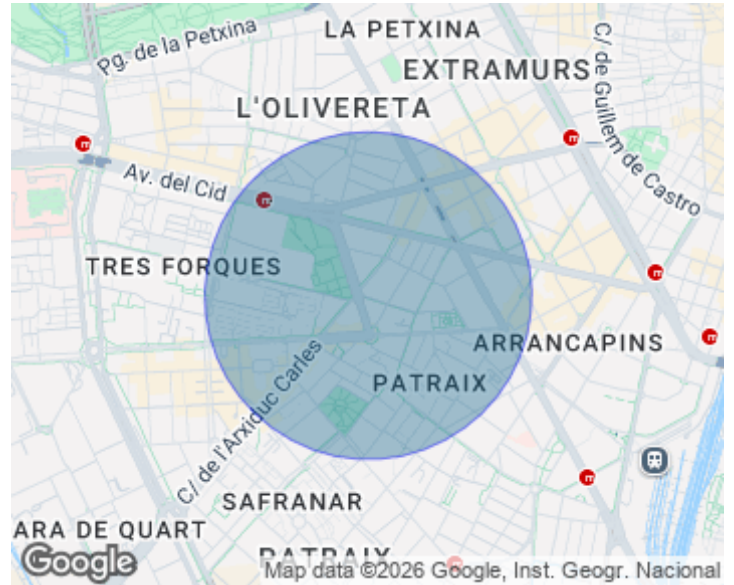 LA PETXINA
Pg. de la Petxina
EXTRAMURS
C/ de Guillem de Castro
L'OLIVERETA
Av. del Cid
TRES FORQUES
ARRANCAPINS
C/ de l'Arxiduc Carles
PATRAIX
SAFRANAR
ARA DE QUART
PATRAIX
Google
Map data ©2026 Google, Inst. Geogr. Nacional